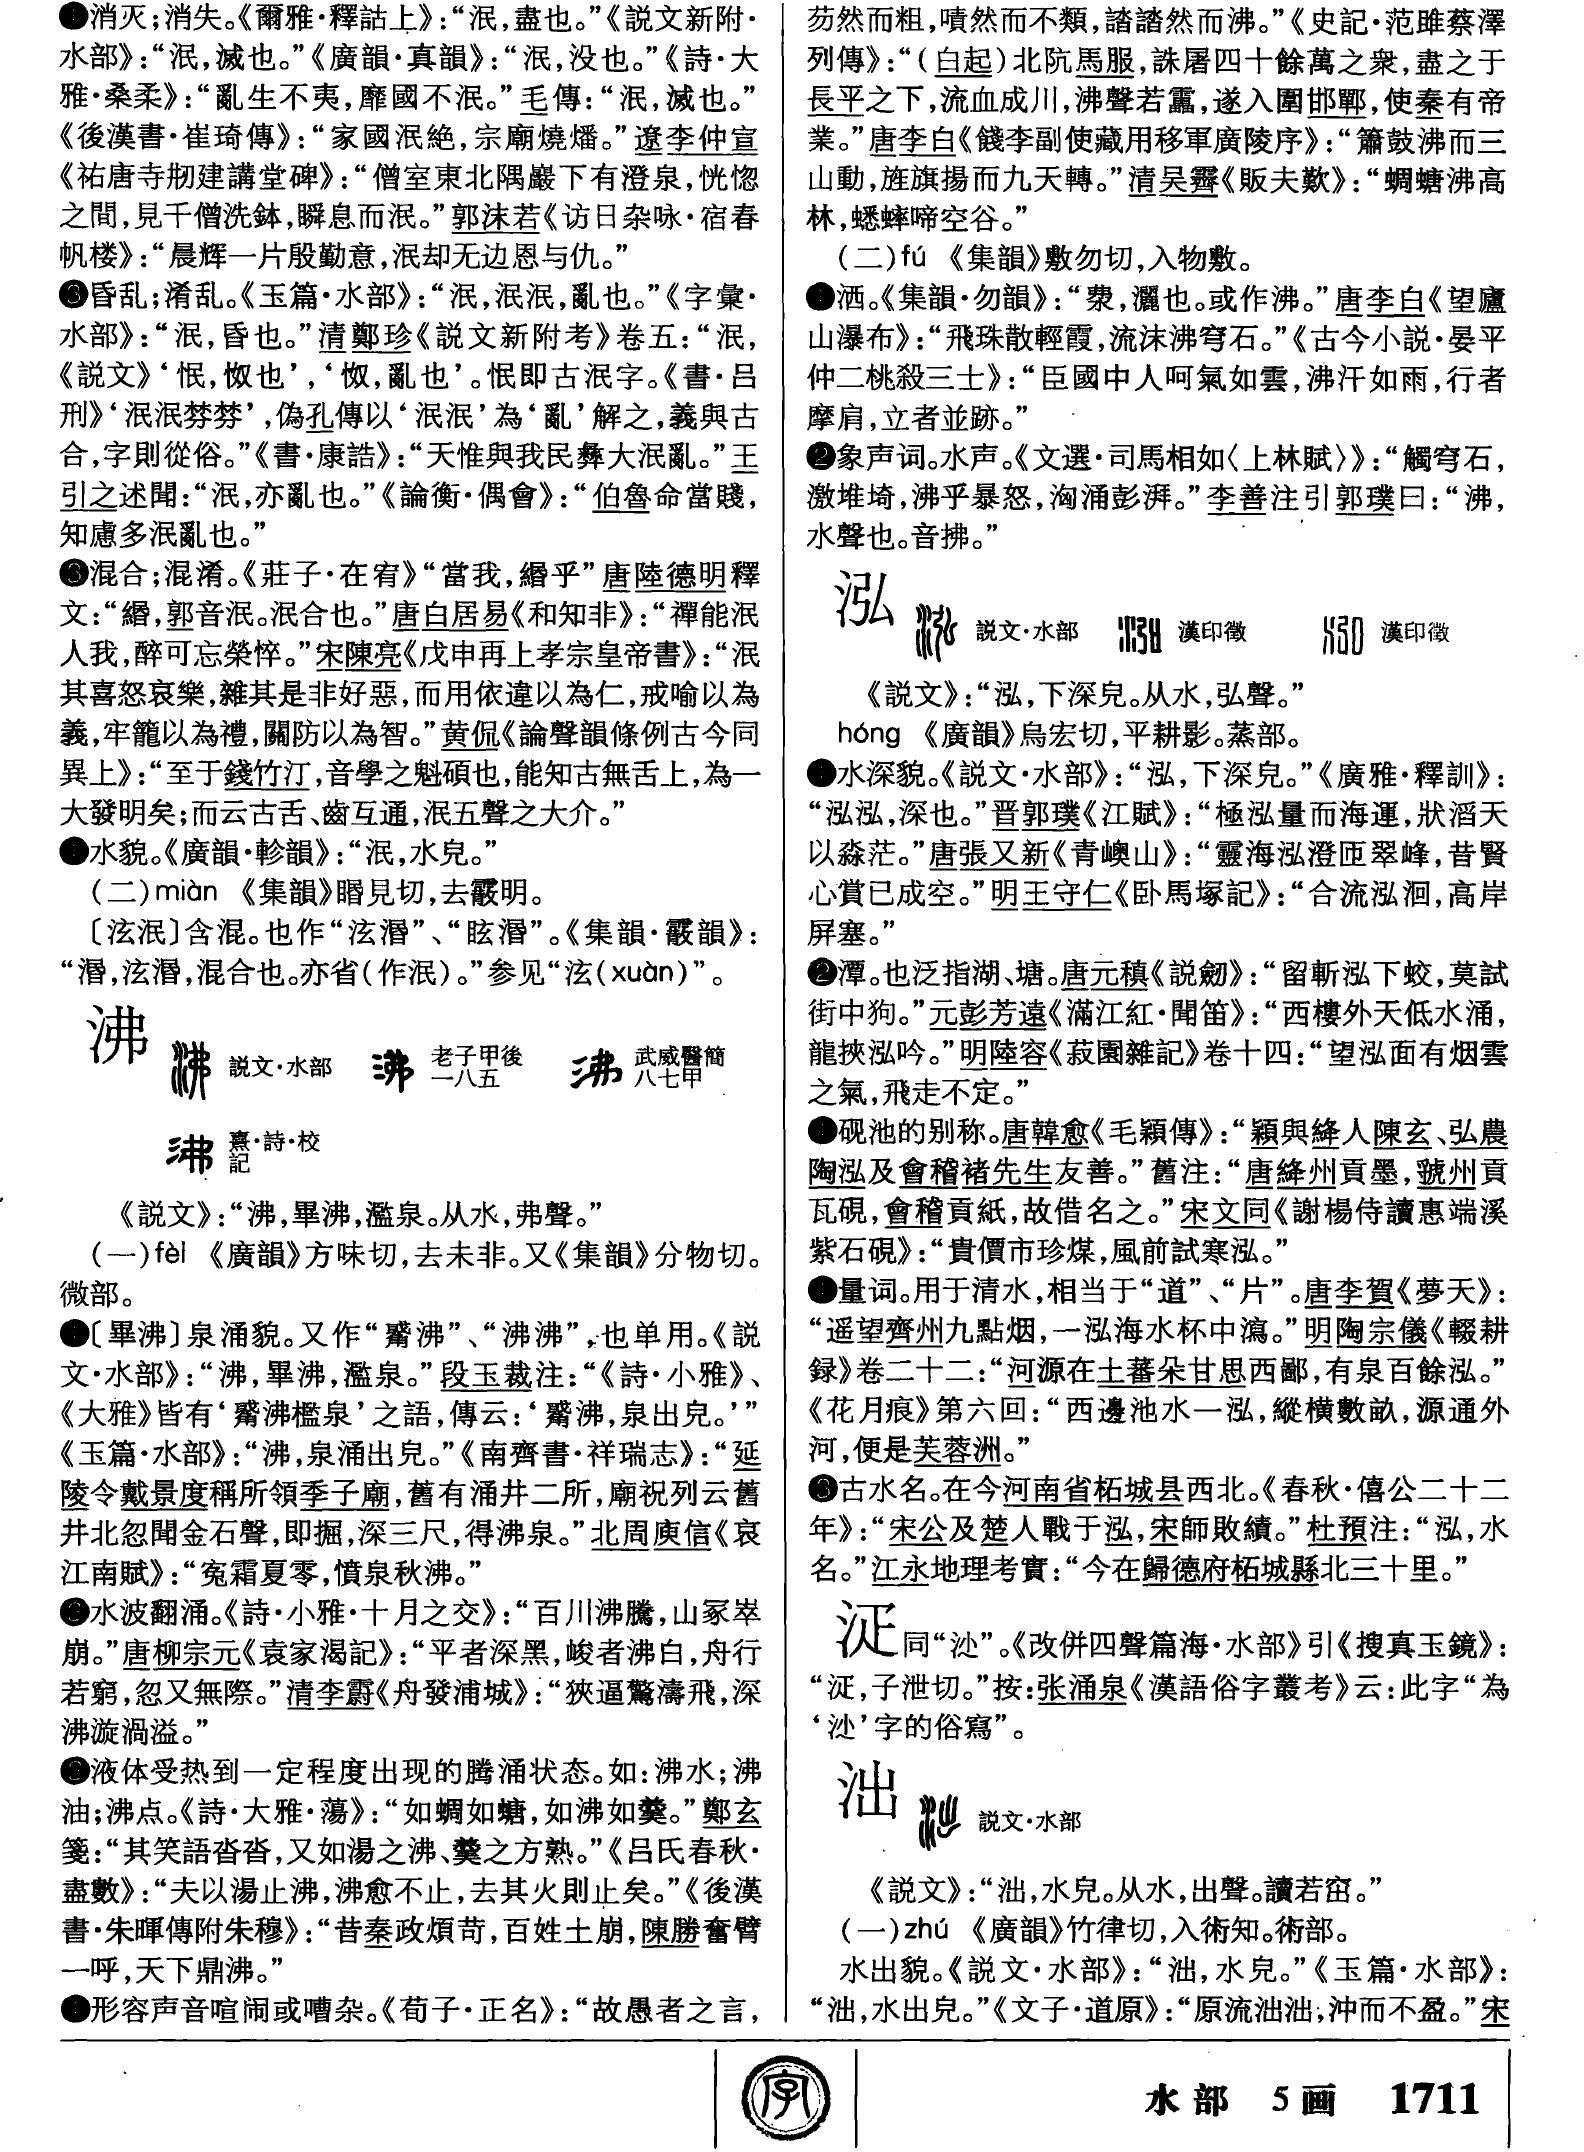 ❶消灭;消失。《爾雅·釋詁上》:“泯,盡也。”《説文新附·
水部》:“泯,滅也。”《廣韻·真韻》:“泯,没也。”《詩·大
雅·桑柔》:“亂生不夷,靡國不泯。”毛傳:“泯,滅也。”
《後漢書·崔琦傳》:“家國泯絶,宗廟燒燔。”遼李仲宣
《祐唐寺刱建講堂碑》:“僧室東北隅巖下有澄泉,恍惚
之間,見千僧洗鉢,瞬息而泯。”郭沫若《访日杂咏·宿春
帆楼》:“晨辉一片殷勤意,泯却无边恩与仇。”
❷昏乱;淆乱。《玉篇·水部》:“泯,泯泯,亂也。”《字彙·
水部》:“泯,昏也。”清鄭珍《説文新附考》卷五:“泯,
《説文》‘怋,怓也’,‘怓,亂也’。怋即古泯字。《書·吕
刑》‘泯泯棼棼’,偽孔傳以‘泯泯’為‘亂’解之,義與古
合,字則從俗。”《書·康誥》:“天惟與我民彝大泯亂。”王
引之述聞:“泯,亦亂也。”《論衡·偶會》:“伯魯命當賤,
知慮多泯亂也。”
❸混合;混淆。《莊子·在宥》“當我,緡乎”唐陸德明釋
文:“緡,郭音泯。泯合也。”唐白居易《和知非》:“禪能泯
人我,醉可忘榮悴。”宋陳亮《戊申再上孝宗皇帝書》:“泯
其喜怒哀樂,雜其是非好惡,而用依違以為仁,戒喻以為
義,牢籠以為禮,關防以為智。”黄侃《論聲韻條例古今同
異上》:“至于錢竹汀,音學之魁碩也,能知古無舌上,為一
大發明矣;而云古舌、齒互通,泯五聲之大介。”
❹水貌。《廣韻·軫韻》:“泯,水皃。”
(二)miàn 《集韻》㬆見切,去霰明。
〔泫泯〕含混。也作“泫湣”、“眩湣”。《集韻·霰韻》:
“湣,泫湣,混合也。亦省(作泯)。”参见“泫(xuàn)”。
沸
説文·水部 老子甲後一八五 武威醫簡八七甲
熹·詩·校記
《説文》:“沸,畢沸,濫泉。从水,弗聲。”
(一)fèi 《廣韻》方味切,去未非。又《集韻》分物切。
微部。
❶〔畢沸〕泉涌貌。又作“觱沸”、“沸沸”,也单用。《説
文·水部》:“沸,畢沸,濫泉。”段玉裁注:“《詩·小雅》、
《大雅》皆有‘觱沸檻泉’之語,傳云:‘觱沸,泉出皃。’”
《玉篇·水部》:“沸,泉涌出皃。”《南齊書·祥瑞志》:“延
陵令戴景度稱所領季子廟,舊有涌井二所,廟祝列云舊
井北忽聞金石聲,即掘,深三尺,得沸泉。”北周庾信《哀
江南賦》:“寃霜夏零,憤泉秋沸。”
❷水波翻涌。《詩·小雅·十月之交》:“百川沸騰,山冢崒
崩。”唐柳宗元《袁家渴記》:“平者深黑,峻者沸白,舟行
若窮,忽又無際。”清李霨《舟發浦城》:“狹逼驚濤飛,深
沸漩渦溢。”
❸液体受热到一定程度出现的腾涌状态。如:沸水;沸
油;沸点。《詩·大雅·蕩》:“如蜩如螗,如沸如羹。”鄭玄
箋:“其笑語沓沓,又如湯之沸、羹之方熟。”《吕氏春秋·
盡數》:“夫以湯止沸,沸愈不止,去其火則止矣。”《後漢
書·朱暉傳附朱穆》:“昔秦政煩苛,百姓土崩,陳勝奮臂
一呼,天下鼎沸。”
❹形容声音喧闹或嘈杂。《荀子·正名》:“故愚者之言,
芴然而粗,嘖然而不類,誻誻然而沸。”《史記·范雎蔡澤
列傳》:“(白起)北阬馬服,誅屠四十餘萬之衆,盡之于
長平之下,流血成川,沸聲若靁,遂入圍邯鄲,使秦有帝
業。”唐李白《餞李副使藏用移軍廣陵序》:“簫鼓沸而三
山動,旌旗揚而九天轉。”清吴霽《販夫歎》:“蜩螗沸高
林,蟋蟀啼空谷。”
(二)fú 《集韻》敷勿切,入物敷。
❶洒。《集韻·勿韻》:“㵒,灑也。或作沸。”唐李白《望廬
山瀑布》:“飛珠散輕霞,流沫沸穹石。”《古今小説·晏平
仲二桃殺三士》:“臣國中人呵氣如雲,沸汗如雨,行者
摩肩,立者並跡。”
❷象声词。水声。《文選·司馬相如〈上林賦〉》:“觸穹石,
激堆埼,沸乎暴怒,洶涌彭湃。”李善注引郭璞曰:“沸,
水聲也。音拂。”
泓
説文·水部 漢印徵 漢印徵
《説文》:“泓,下深皃。从水,弘聲。”
hóng 《廣韻》烏宏切,平耕影。蒸部。
❶水深貌。《説文·水部》:“泓,下深皃。”《廣雅·釋訓》:
“泓泓,深也。”晋郭璞《江賦》:“極泓量而海運,狀滔天
以淼茫。”唐張又新《青嶼山》:“靈海泓澄匝翠峰,昔賢
心賞已成空。”明王守仁《卧馬塚記》:“合流泓洄,高岸
屏塞。”
❷潭。也泛指湖、塘。唐元稹《説劒》:“留斬泓下蛟,莫試
街中狗。”元彭芳遠《滿江紅·聞笛》:“西樓外天低水涌,
龍挾泓吟。”明陸容《菽園雜記》卷十四:“望泓面有烟雲
之氣,飛走不定。”
❸砚池的别称。唐韓愈《毛穎傳》:“穎與絳人陳玄、弘農
陶泓及會稽褚先生友善。”舊注:“唐絳州貢墨,虢州貢
瓦硯,會稽貢紙,故借名之。”宋文同《謝楊侍讀惠端溪
紫石硯》:“貴價市珍煤,風前試寒泓。”
❹量词。用于清水,相当于“道”、“片”。唐李賀《夢天》:
“遥望齊州九點烟,一泓海水杯中瀉。”明陶宗儀《輟耕
録》卷二十二:“河源在土蕃朵甘思西鄙,有泉百餘泓。”
《花月痕》第六回:“西邊池水一泓,縱横數畝,源通外
河,便是芙蓉洲。”
❺古水名。在今河南省柘城县西北。《春秋·僖公二十二
年》:“宋公及楚人戰于泓,宋師敗績。”杜預注:“泓,水
名。”江永地理考實:“今在歸德府柘城縣北三十里。”
泟同“沚”。《改併四聲篇海·水部》引《搜真玉鏡》:
子泄切。”按:张涌泉《漢語俗字叢考》云:此字“為
字的俗寫”。
泏
説文·水部
《説文》:“泏,水皃。从水,出聲。讀若窋。”
(一)zhú 《廣韻》竹律切,入術知。術部。
水出貌。《説文·水部》:“泏,水皃。”《玉篇·水部》:
“泏,水出皃。”《文子·道原》:“原流泏泏,沖而不盈。”宋
字
水部 5画 1711